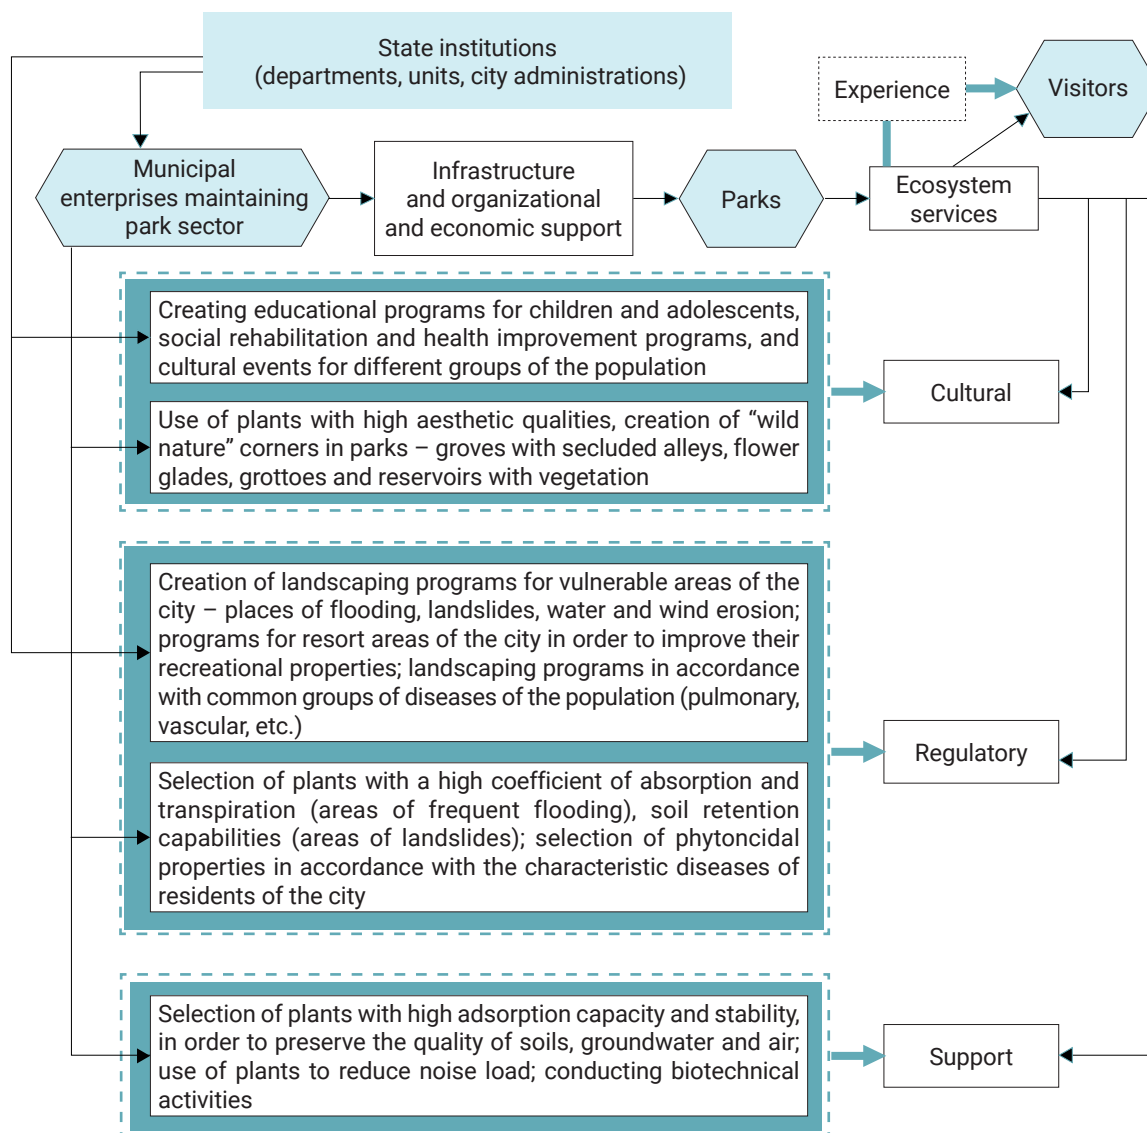 State institutions
(departments, units, city administrations)
Experience
Visitors
Municipal
enterprises maintaining
park sector
Infrastructure
and organizational
and economic support
Parks
Ecosystem
services
Creating educational programs for children and adolescents,
social rehabilitation and health improvement programs, and
cultural events for different groups of the population
Use of plants with high aesthetic qualities, creation of “wild
nature” corners in parks – groves with secluded alleys, flower
glades, grottoes and reservoirs with vegetation
Cultural
Creation of landscaping programs for vulnerable areas of the
city – places of flooding, landslides, water and wind erosion;
programs for resort areas of the city in order to improve their
recreational properties; landscaping programs in accordance
with common groups of diseases of the population (pulmonary,
vascular, etc.)
Selection of plants with a high coefficient of absorption and
transpiration (areas of frequent flooding), soil retention
capabilities (areas of landslides); selection of phytoncidal
properties in accordance with the characteristic diseases of
residents of the city
Regulatory
Selection of plants with high adsorption capacity and stability,
in order to preserve the quality of soils, groundwater and air;
use of plants to reduce noise load; conducting biotechnical
activities
Support